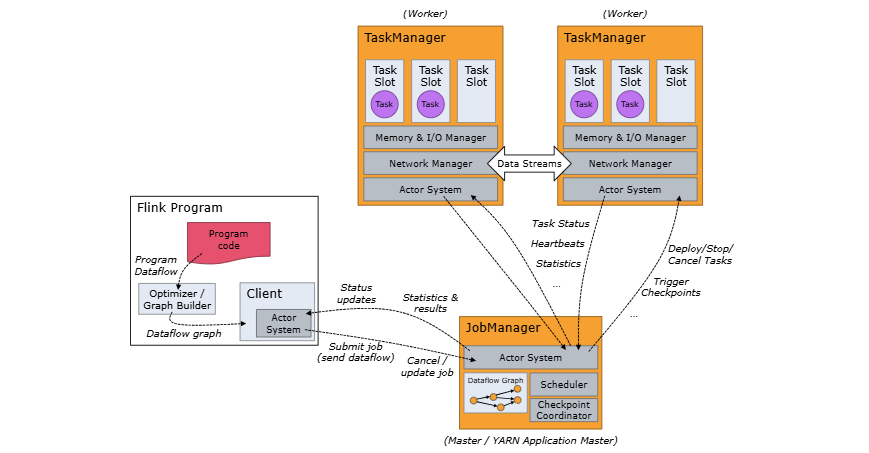 (Worker)
(Worker)
TaskManager
TaskManager
Task
Slot
Task
Slot
Task
Slot
Task
Slot
Task
Slot
Task
Slot
Task
Task
Task
Task
Memory & I/O Manager
Memory & I/O Manager
Network Manager
Data Streams
Network Manager
Actor System
Actor System
Flink Program
Program
code
Program
Dataflow
Optimizer /
Graph Builder
Dataflow graph
Client
Actor
System
Status
updates
Statistics &
results
Submit job
(send dataflow)
Cancel /
update job
Task Status
Heartbeats
Statistics
...
Deploy/Stop/
Cancel Tasks
Trigger
Checkpoints
...
JobManager
Actor System
Dataflow Graph
Scheduler
Checkpoint
Coordinator
(Master / YARN Application Master)